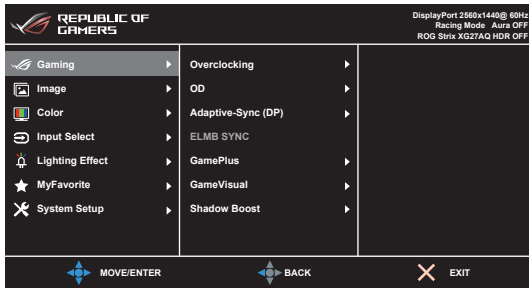 REPUBLIC OF
GAMERS
DisplayPort 2560x1440@ 60Hz
Racing Mode Aura OFF
ROG Strix XG27AQ HDR OFF
Gaming
Image
Color
Input Select
Lighting Effect
MyFavorite
System Setup
Overclocking
OD
Adaptive-Sync (DP)
ELMB SYNC
GamePlus
GameVisual
Shadow Boost
MOVE/ENTER
BACK
EXIT